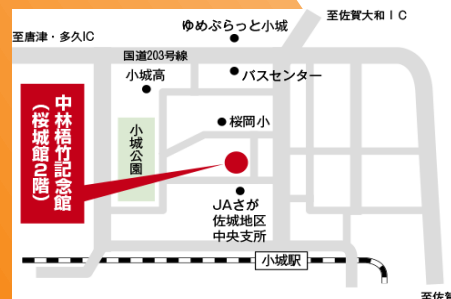 ゆめぷらっと小城
至佐賀大和IC
至唐津・多久IC
国道203号線
小城高
バスセンター
中林梧竹記念館
(桜城館2階)
小城公園
桜岡小
JAさが
佐城地区
中央支所
小城駅
至佐賀